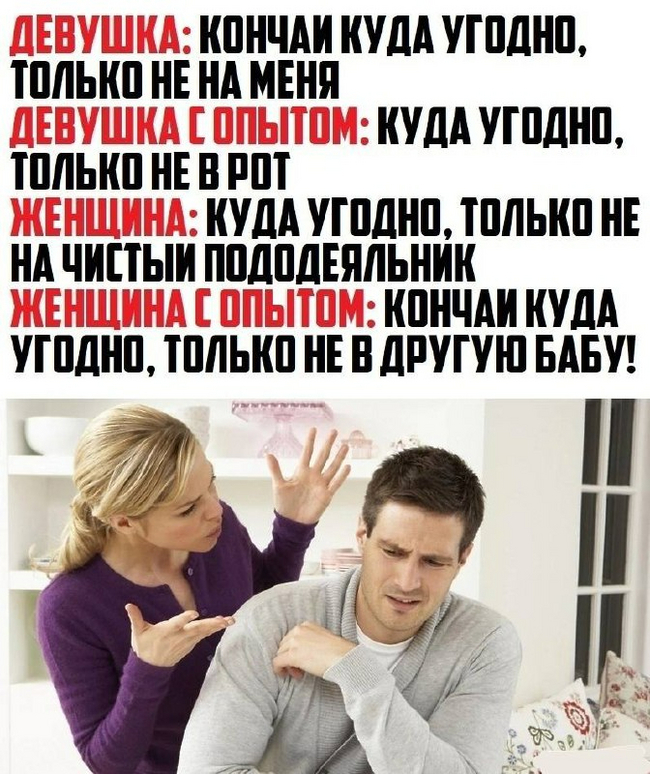 ДЕВУШКА: КОНЧАЙ КУДА УГОДНО,
ТОЛЬКО НЕ НА МЕНЯ
ДЕВУШКА С ОПЫТОМ: КУДА УГОДНО,
ТОЛЬКО НЕ В РОТ
ЖЕНЩИНА: КУДА УГОДНО, ТОЛЬКО НЕ
НА ЧИСТЫЙ ПОДОДЕЯЛЬНИК
ЖЕНЩИНА С ОПЫТОМ: КОНЧАЙ КУДА
УГОДНО, ТОЛЬКО НЕ В ДРУГУЮ БАБУ!